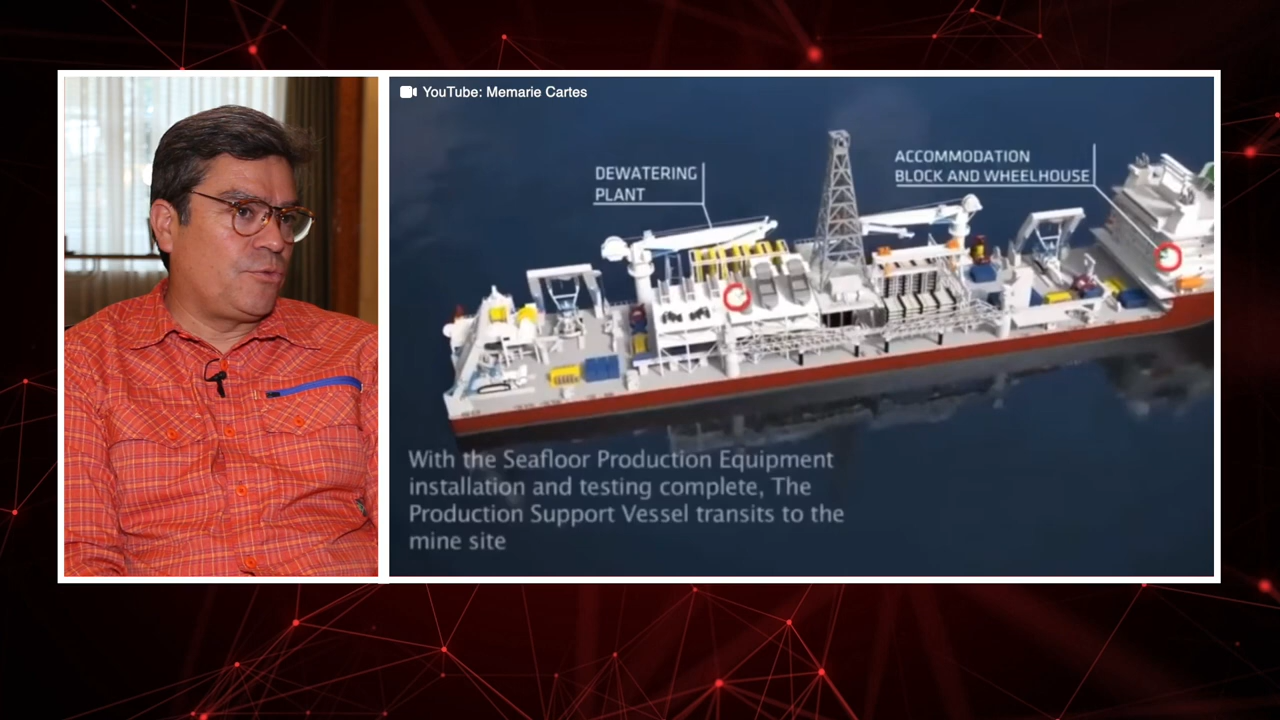 YouTube: Memarie Cartes
DEWATERING
PLANT
ACCOMMODATION
BLOCK AND WHEELHOUSE
With the Seafloor Production Equipment
installation and testing complete, The
Production Support Vessel transits to the
mine site